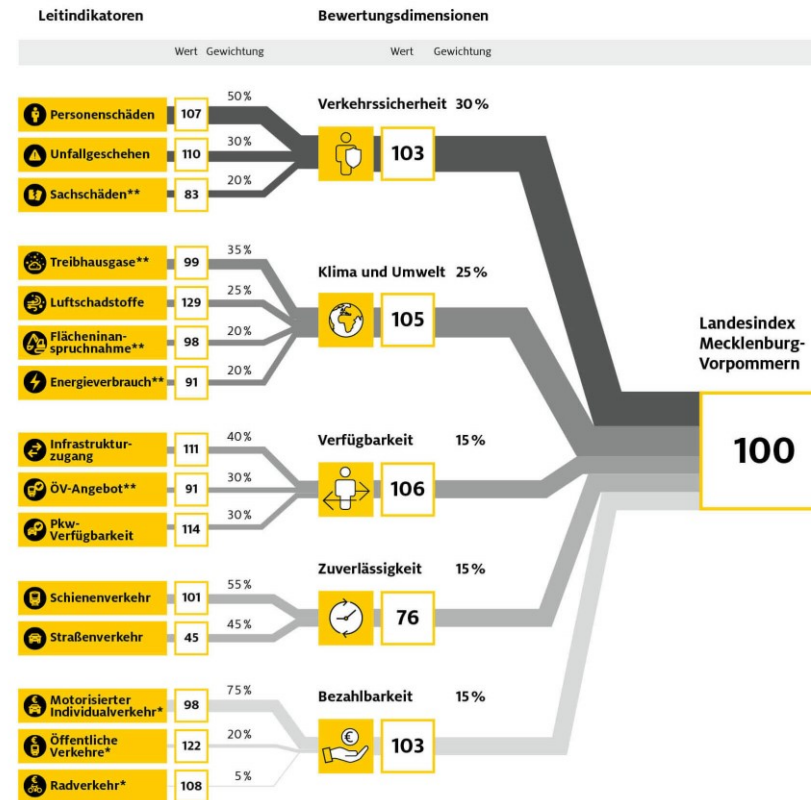 Leitindikatoren
Bewertungsdimensionen
Wert Gewichtung
Wert Gewichtung
Personenschäden 107 50 %
Unfallgeschehen 110 30 %
Sachschäden** 83 20 %
Verkehrssicherheit 30 %
103
Treibhausgase** 99 35 %
Luftschadstoffe 129 25 %
Flächeninan-
spruchnahme** 98 20 %
Energieverbrauch** 91 20 %
Klima und Umwelt 25 %
105
Infrastruktur-
zugang 111 40 %
ÖV-Angebot** 91 30 %
Pkw-
Verfügbarkeit 114 30 %
Verfügbarkeit 15 %
106
Schienenverkehr 101 55 %
Straßenverkehr 45 45 %
Zuverlässigkeit 15 %
76
Motorisierter
Individualverkehr* 98 75 %
Öffentliche
Verkehre* 122 20 %
Radverkehr* 108 5 %
Bezahlbarkeit 15 %
€
103
Landesindex
Mecklenburg-
Vorpommern
100